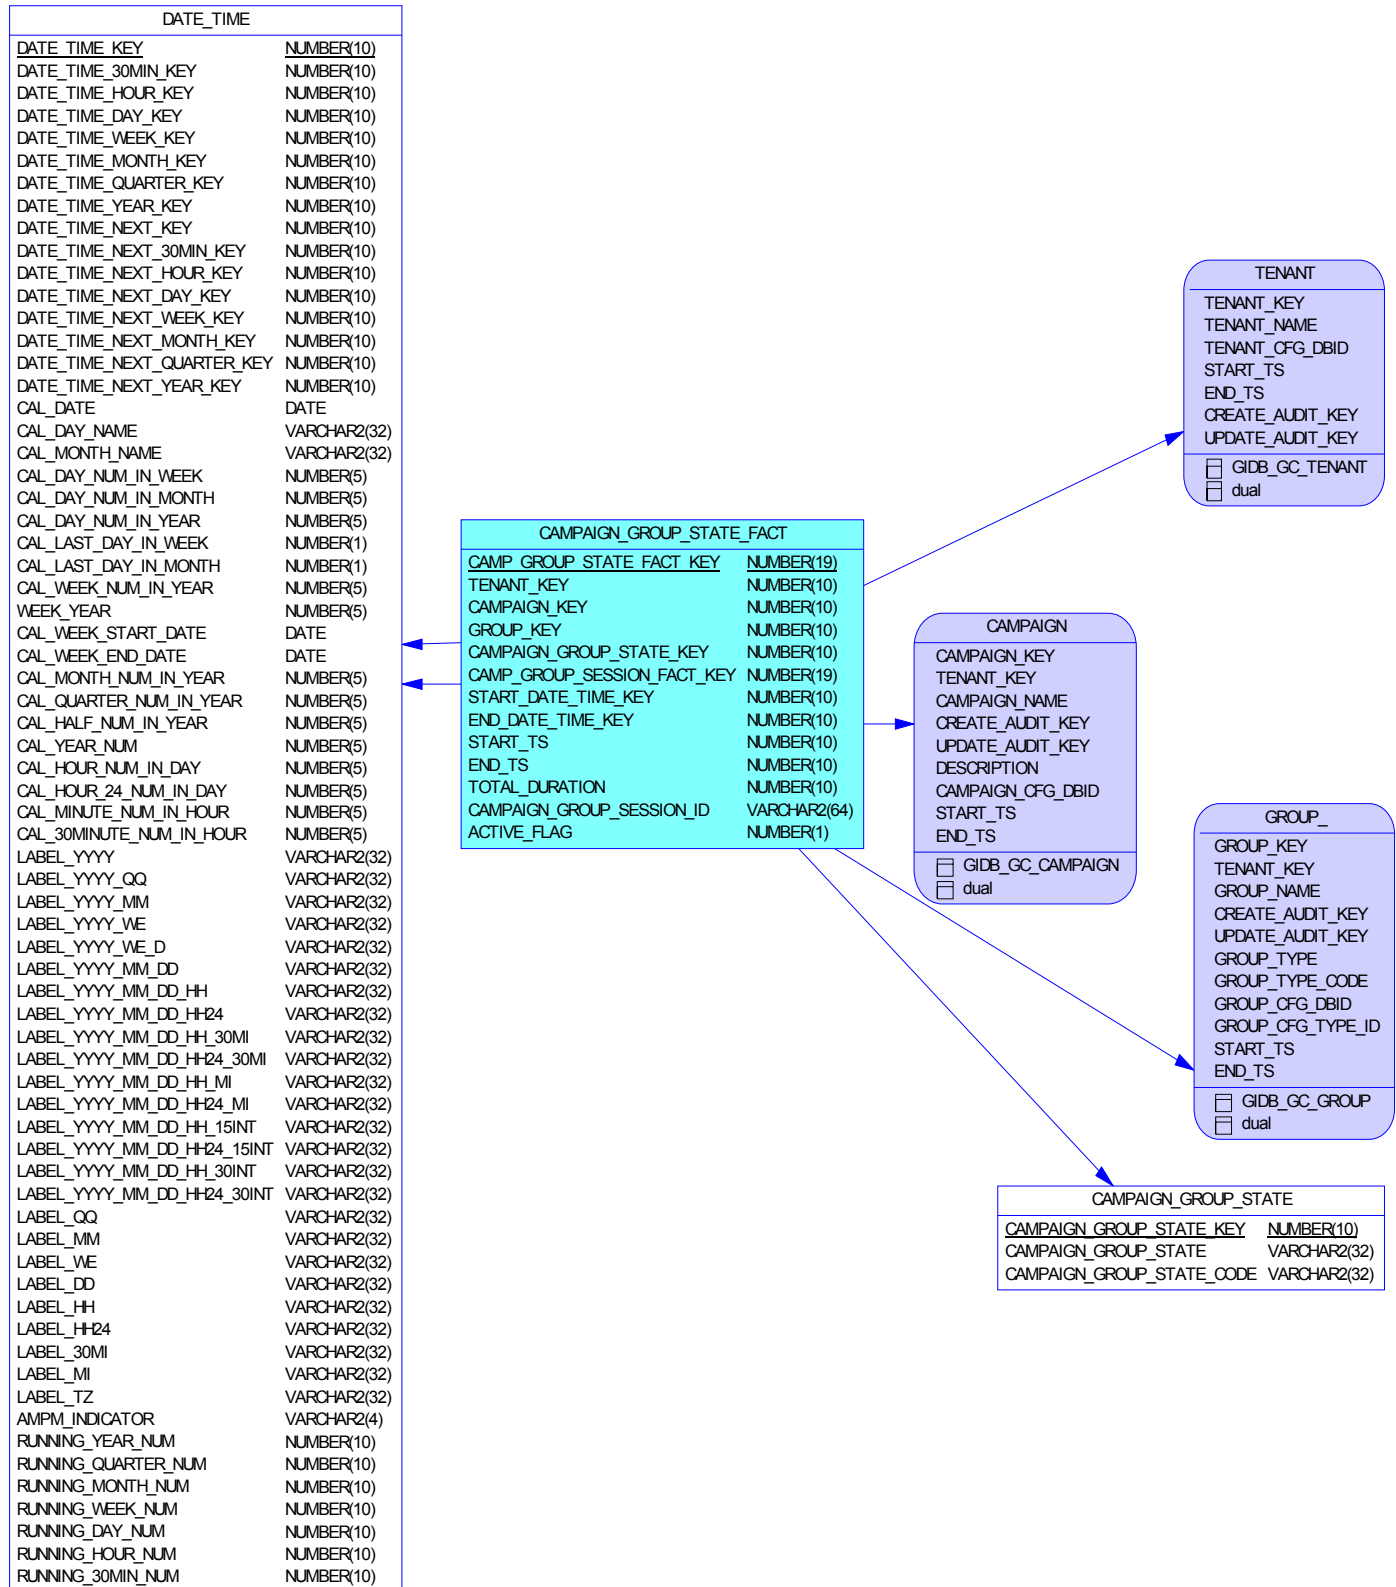 DATE_TIME
DATE_TIME_KEY NUMBER(10)
DATE_TIME_30MIN_KEY NUMBER(10)
DATE_TIME_HOUR_KEY NUMBER(10)
DATE_TIME_DAY_KEY NUMBER(10)
DATE_TIME_WEEK_KEY NUMBER(10)
DATE_TIME_MONTH_KEY NUMBER(10)
DATE_TIME_QUARTER_KEY NUMBER(10)
DATE_TIME_YEAR_KEY NUMBER(10)
DATE_TIME_NEXT_KEY NUMBER(10)
DATE_TIME_NEXT_30MIN_KEY NUMBER(10)
DATE_TIME_NEXT_HOUR_KEY NUMBER(10)
DATE_TIME_NEXT_DAY_KEY NUMBER(10)
DATE_TIME_NEXT_WEEK_KEY NUMBER(10)
DATE_TIME_NEXT_MONTH_KEY NUMBER(10)
DATE_TIME_NEXT_QUARTER_KEY NUMBER(10)
DATE_TIME_NEXT_YEAR_KEY NUMBER(10)
CAL_DATE DATE
CAL_DAY_NAME VARCHAR2(32)
CAL_MONTH_NAME VARCHAR2(32)
CAL_DAY_NUM_IN_WEEK NUMBER(5)
CAL_DAY_NUM_IN_MONTH NUMBER(5)
CAL_DAY_NUM_IN_YEAR NUMBER(5)
CAL_LAST_DAY_IN_WEEK NUMBER(1)
CAL_LAST_DAY_IN_MONTH NUMBER(1)
CAL_WEEK_NUM_IN_YEAR NUMBER(5)
WEEK_YEAR NUMBER(5)
CAL_WEEK_START_DATE DATE
CAL_WEEK_END_DATE DATE
CAL_MONTH_NUM_IN_YEAR NUMBER(5)
CAL_QUARTER_NUM_IN_YEAR NUMBER(5)
CAL_HALF_NUM_IN_YEAR NUMBER(5)
CAL_YEAR_NUM NUMBER(5)
CAL_HOUR_NUM_IN_DAY NUMBER(5)
CAL_HOUR_24_NUM_IN_DAY NUMBER(5)
CAL_MINUTE_NUM_IN_HOUR NUMBER(5)
CAL_30MINUTE_NUM_IN_HOUR NUMBER(5)
LABEL_YYYY VARCHAR2(32)
LABEL_YYYY_QQ VARCHAR2(32)
LABEL_YYYY_MM VARCHAR2(32)
LABEL_YYYY_WE VARCHAR2(32)
LABEL_YYYY_WE_D VARCHAR2(32)
LABEL_YYYY_MM_DD VARCHAR2(32)
LABEL_YYYY_MM_DD_HH VARCHAR2(32)
LABEL_YYYY_MM_DD_HH24 VARCHAR2(32)
LABEL_YYYY_MM_DD_HH_30MI VARCHAR2(32)
LABEL_YYYY_MM_DD_HH24_30MI VARCHAR2(32)
LABEL_YYYY_MM_DD_HH_MI VARCHAR2(32)
LABEL_YYYY_MM_DD_HH24_MI VARCHAR2(32)
LABEL_YYYY_MM_DD_HH_15INT VARCHAR2(32)
LABEL_YYYY_MM_DD_HH24_15INT VARCHAR2(32)
LABEL_YYYY_MM_DD_HH_30INT VARCHAR2(32)
LABEL_YYYY_MM_DD_HH24_30INT VARCHAR2(32)
LABEL_QQ VARCHAR2(32)
LABEL_MM VARCHAR2(32)
LABEL_WE VARCHAR2(32)
LABEL_DD VARCHAR2(32)
LABEL_HH VARCHAR2(32)
LABEL_HH24 VARCHAR2(32)
LABEL_30MI VARCHAR2(32)
LABEL_MI VARCHAR2(32)
LABEL_TZ VARCHAR2(32)
AMPM_INDICATOR VARCHAR2(4)
RUNNING_YEAR_NUM NUMBER(10)
RUNNING_QUARTER_NUM NUMBER(10)
RUNNING_MONTH_NUM NUMBER(10)
RUNNING_WEEK_NUM NUMBER(10)
RUNNING_DAY_NUM NUMBER(10)
RUNNING_HOUR_NUM NUMBER(10)
RUNNING_30MIN_NUM NUMBER(10)
CAMPAIGN_GROUP_STATE_FACT
CAMP_GROUP_STATE_FACT_KEY NUMBER(19)
TENANT_KEY NUMBER(10)
CAMPAIGN_KEY NUMBER(10)
GROUP_KEY NUMBER(10)
CAMPAIGN_GROUP_STATE_KEY NUMBER(10)
CAMP_GROUP_SESSION_FACT_KEY NUMBER(19)
START_DATE_TIME_KEY NUMBER(10)
END_DATE_TIME_KEY NUMBER(10)
START_TS NUMBER(10)
END_TS NUMBER(10)
TOTAL_DURATION NUMBER(10)
CAMPAIGN_GROUP_SESSION_ID VARCHAR2(64)
ACTIVE_FLAG NUMBER(1)
TENANT
TENANT_KEY
TENANT_NAME
TENANT_CFG_DBID
START_TS
END_TS
CREATE_AUDIT_KEY
UPDATE_AUDIT_KEY
GIDB_GC_TENANT
dual
CAMPAIGN
CAMPAIGN_KEY
TENANT_KEY
CAMPAIGN_NAME
CREATE_AUDIT_KEY
UPDATE_AUDIT_KEY
DESCRIPTION
CAMPAIGN_CFG_DBID
START_TS
END_TS
GIDB_GC_CAMPAIGN
dual
GROUP_
GROUP_KEY
TENANT_KEY
GROUP_NAME
CREATE_AUDIT_KEY
UPDATE_AUDIT_KEY
GROUP_TYPE
GROUP_TYPE_CODE
GROUP_CFG_DBID
GROUP_CFG_TYPE_ID
START_TS
END_TS
GIDB_GC_GROUP
dual
CAMPAIGN_GROUP_STATE
CAMPAIGN_GROUP_STATE_KEY NUMBER(10)
CAMPAIGN_GROUP_STATE VARCHAR2(32)
CAMPAIGN_GROUP_STATE_CODE VARCHAR2(32)